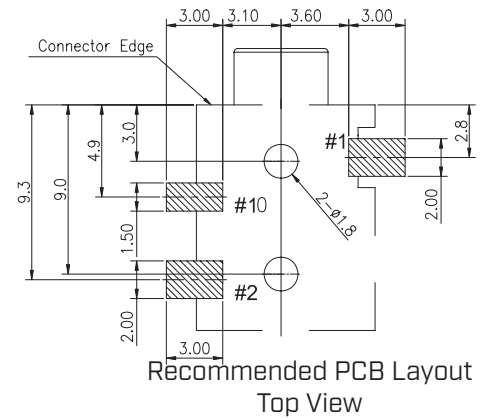 3.00 3.10 3.60 3.00
Connector Edge
3.0
4.9
9.0
9.3
#1
2.8
2.00
2-ø1.8
#10
1.50
#2
2.00
3.00
Recommended PCB Layout
Top View